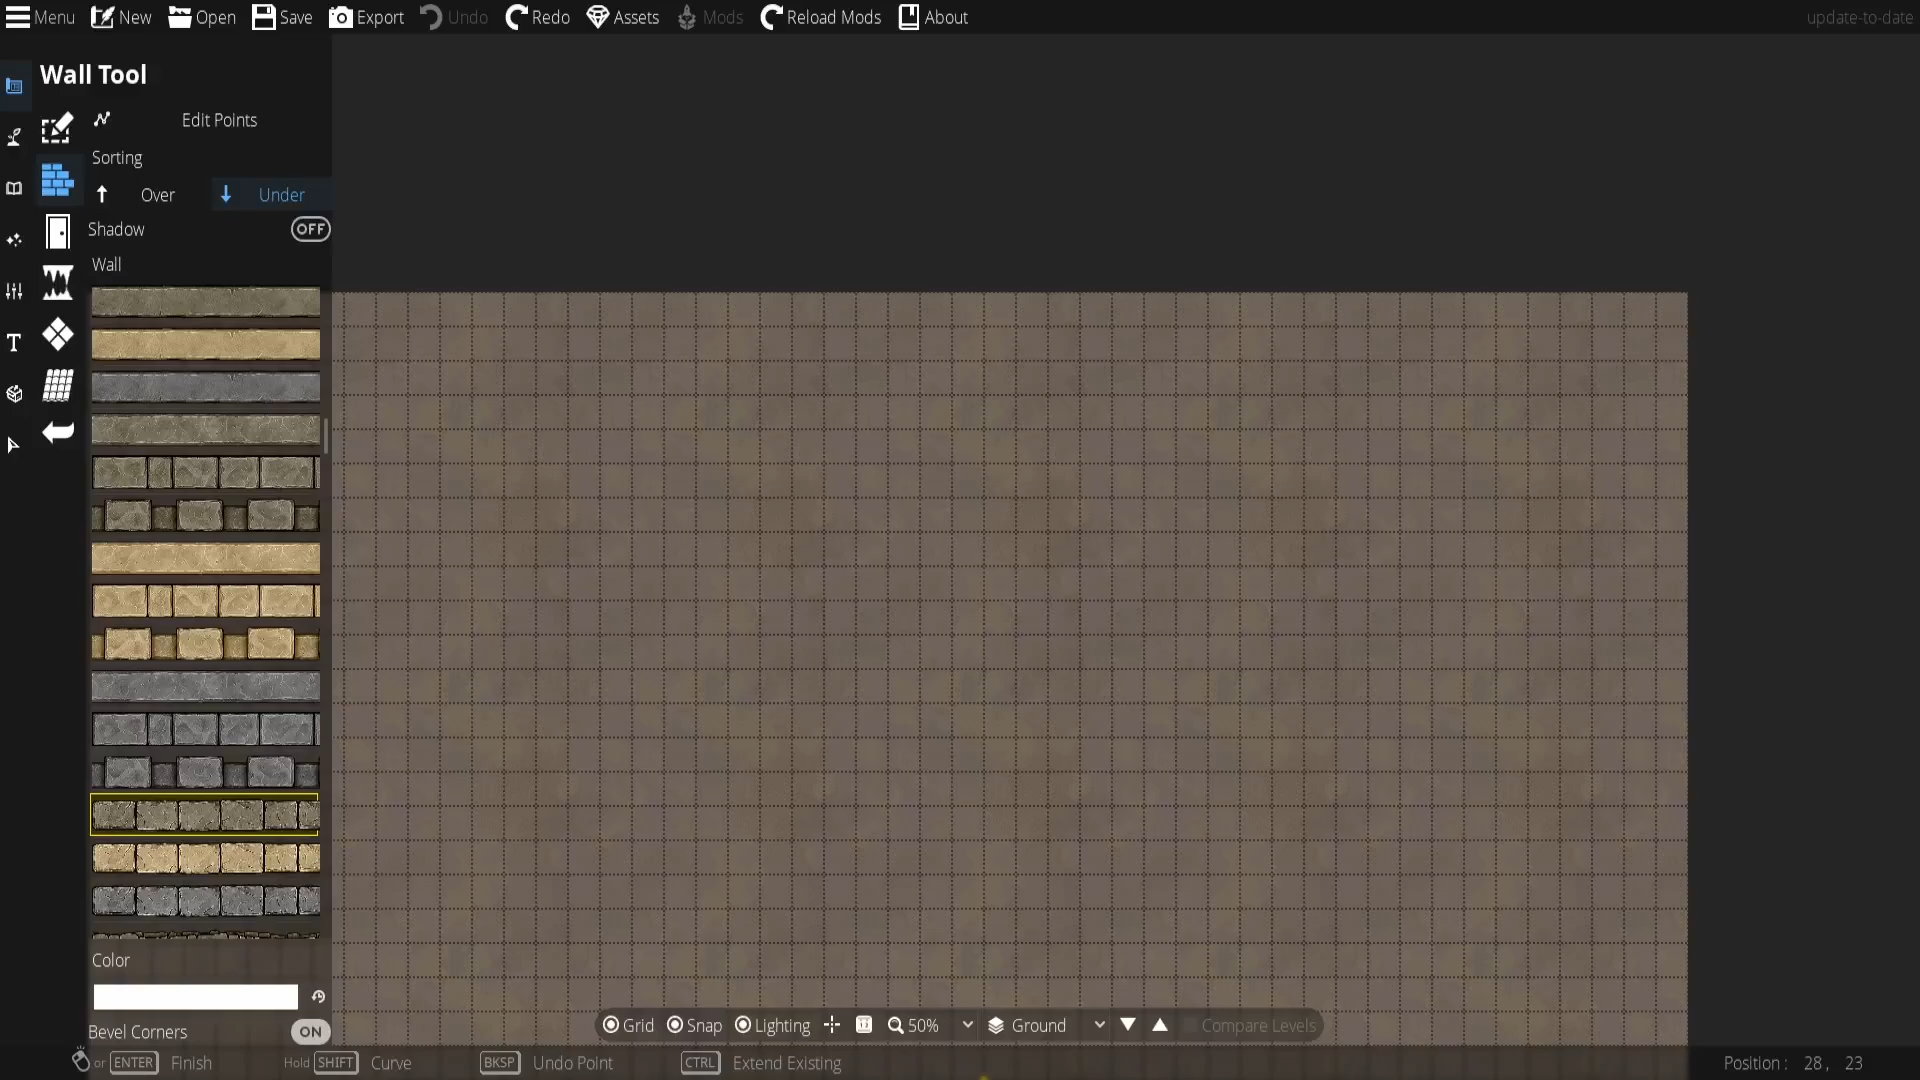 Menu New Open Save Export Undo Redo Assets Mods Reload Mods About update-to-date
Wall Tool
Edit Points
Sorting
Over Under
Shadow OFF
Wall
T
Color
Bevel Corners ON
Grid Snap Lighting 50% Ground Compare Levels
or ENTER Finish Hold SHIFT Curve BKSP Undo Point CTRL Extend Existing Position : 28, 23